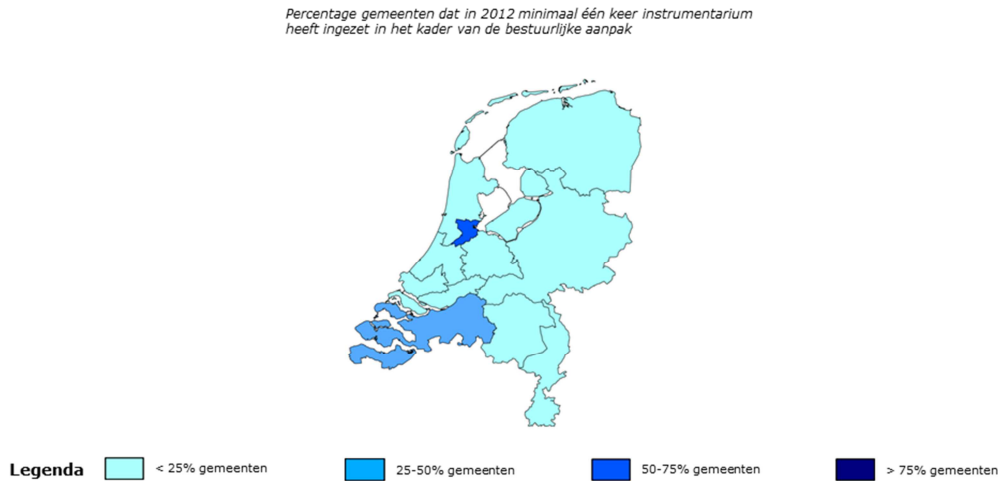 Percentage gemeenten dat in 2012 minimaal één keer instrumentarium
heeft ingezet in het kader van de bestuurlijke aanpak
Legenda
< 25% gemeenten
25-50% gemeenten
50-75% gemeenten
> 75% gemeenten